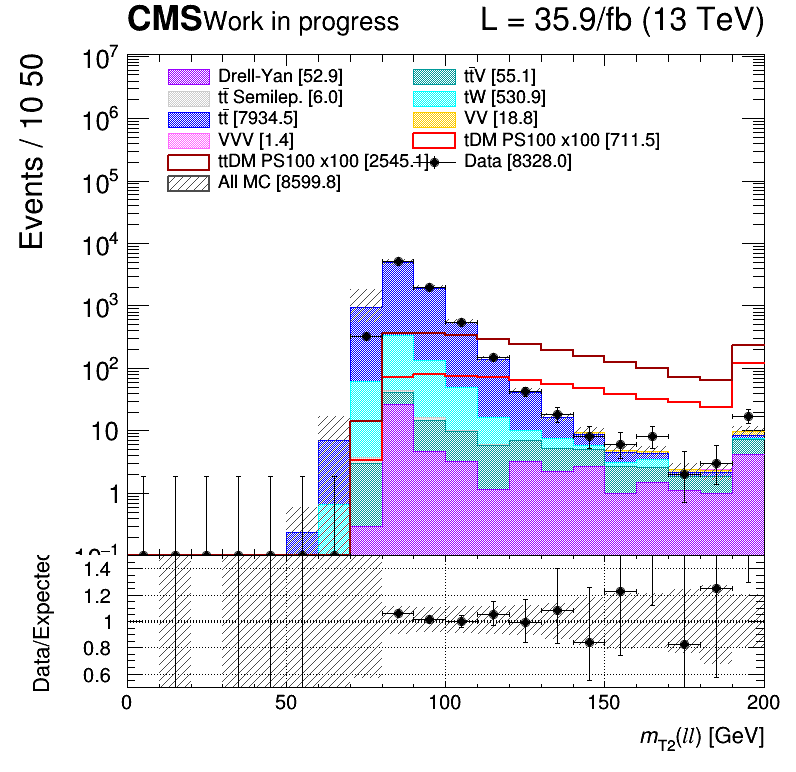 CMS Work in progress L = 35.9/fb (13 TeV)
Events / 10 50
10⁷
10⁶
10⁵
10⁴
10³
10²
10
1
10⁻¹
Drell-Yan [52.9] tt̄V [55.1]
tt̄ Semilep. [6.0] tW [530.9]
tt̄ [7934.5] VV [18.8]
VVV [1.4] tDM PS100 x100 [711.5]
ttDM PS100 x100 [2545.1] Data [8328.0]
All MC [8599.8]
Data/Expected
1.4
1.2
1
0.8
0.6
0 50 100 150 200
m_T2(ll) [GeV]